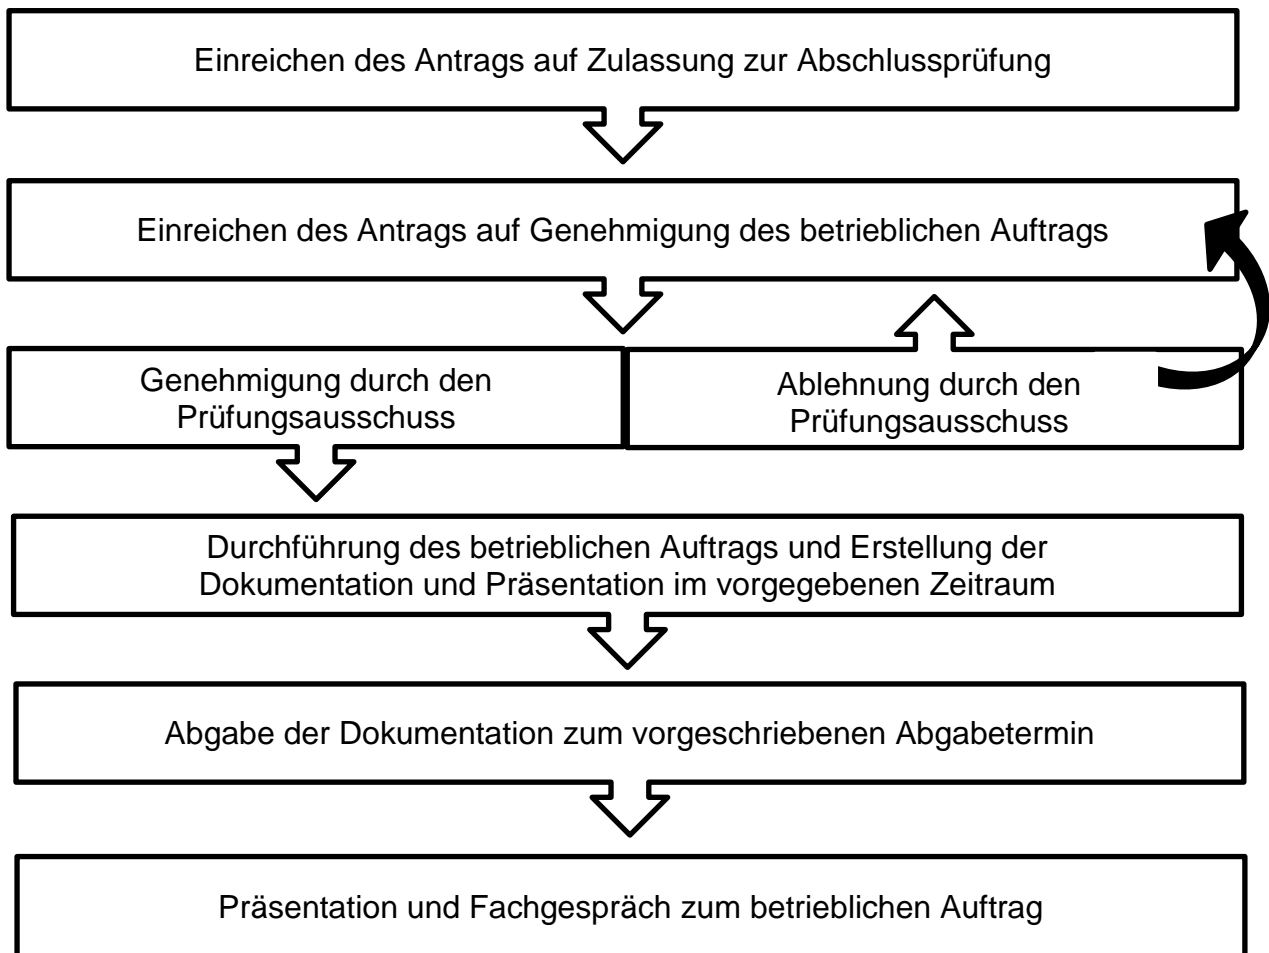 Einreichen des Antrags auf Zulassung zur Abschlussprüfung
Einreichen des Antrags auf Genehmigung des betrieblichen Auftrags
Genehmigung durch den
Prüfungsausschuss
Ablehnung durch den
Prüfungsausschuss
Durchführung des betrieblichen Auftrags und Erstellung der
Dokumentation und Präsentation im vorgegebenen Zeitraum
Abgabe der Dokumentation zum vorgeschriebenen Abgabetermin
Präsentation und Fachgespräch zum betrieblichen Auftrag